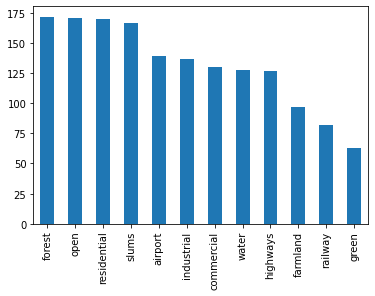 175
150
125
100
75
50
25
0
forest
open
residential
slums
airport
industrial
commercial
water
highways
farmland
railway
green